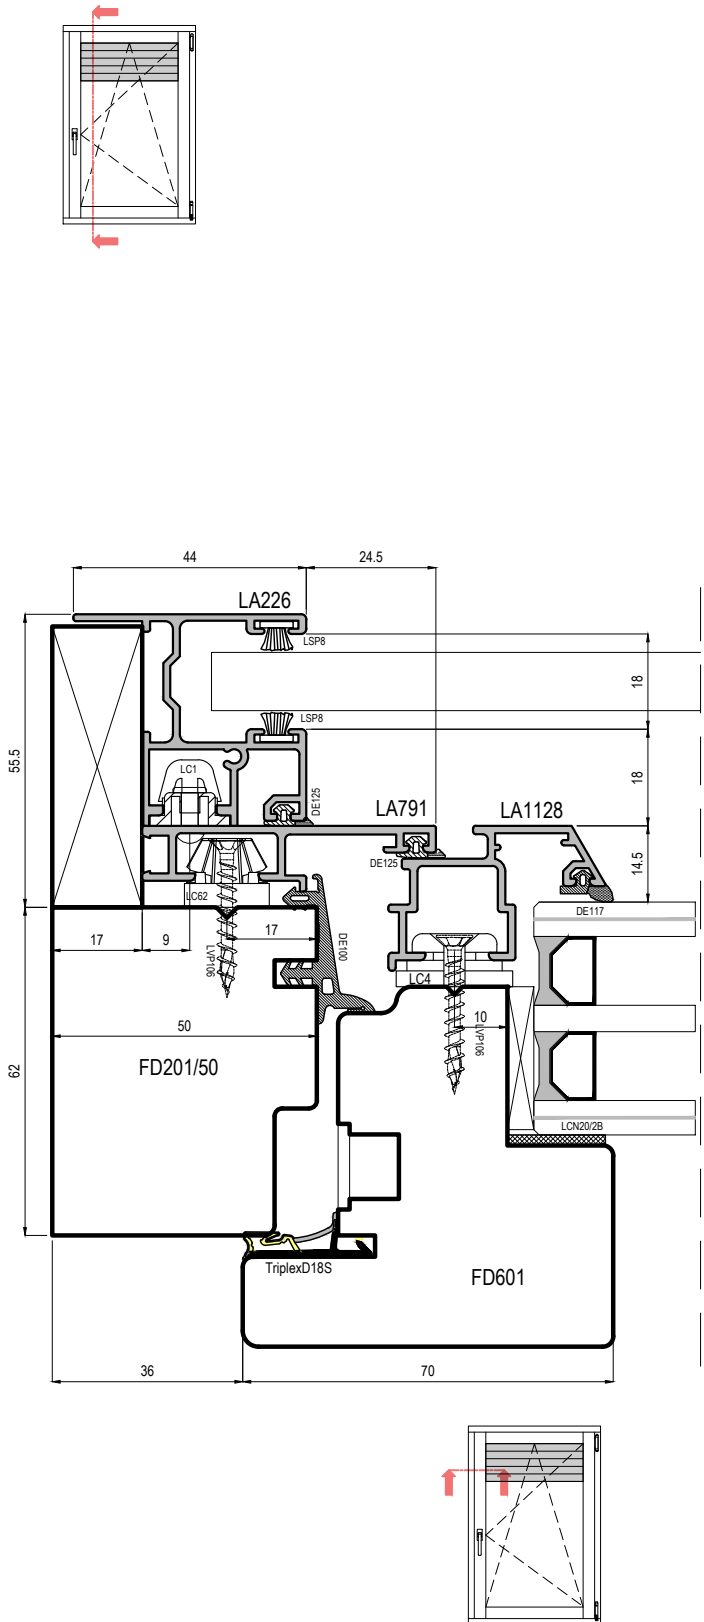 44
24.5
LA226
LSP8
18
LSP8
55.5
LC1
DE125
18
LA791
LA1128
DE125
14.5
LC62
DE117
17
9
LVP106
17
DE100
LC4
50
10
LVP106
62
FD201/50
LCN20/2B
TriplexD18S
FD601
36
70